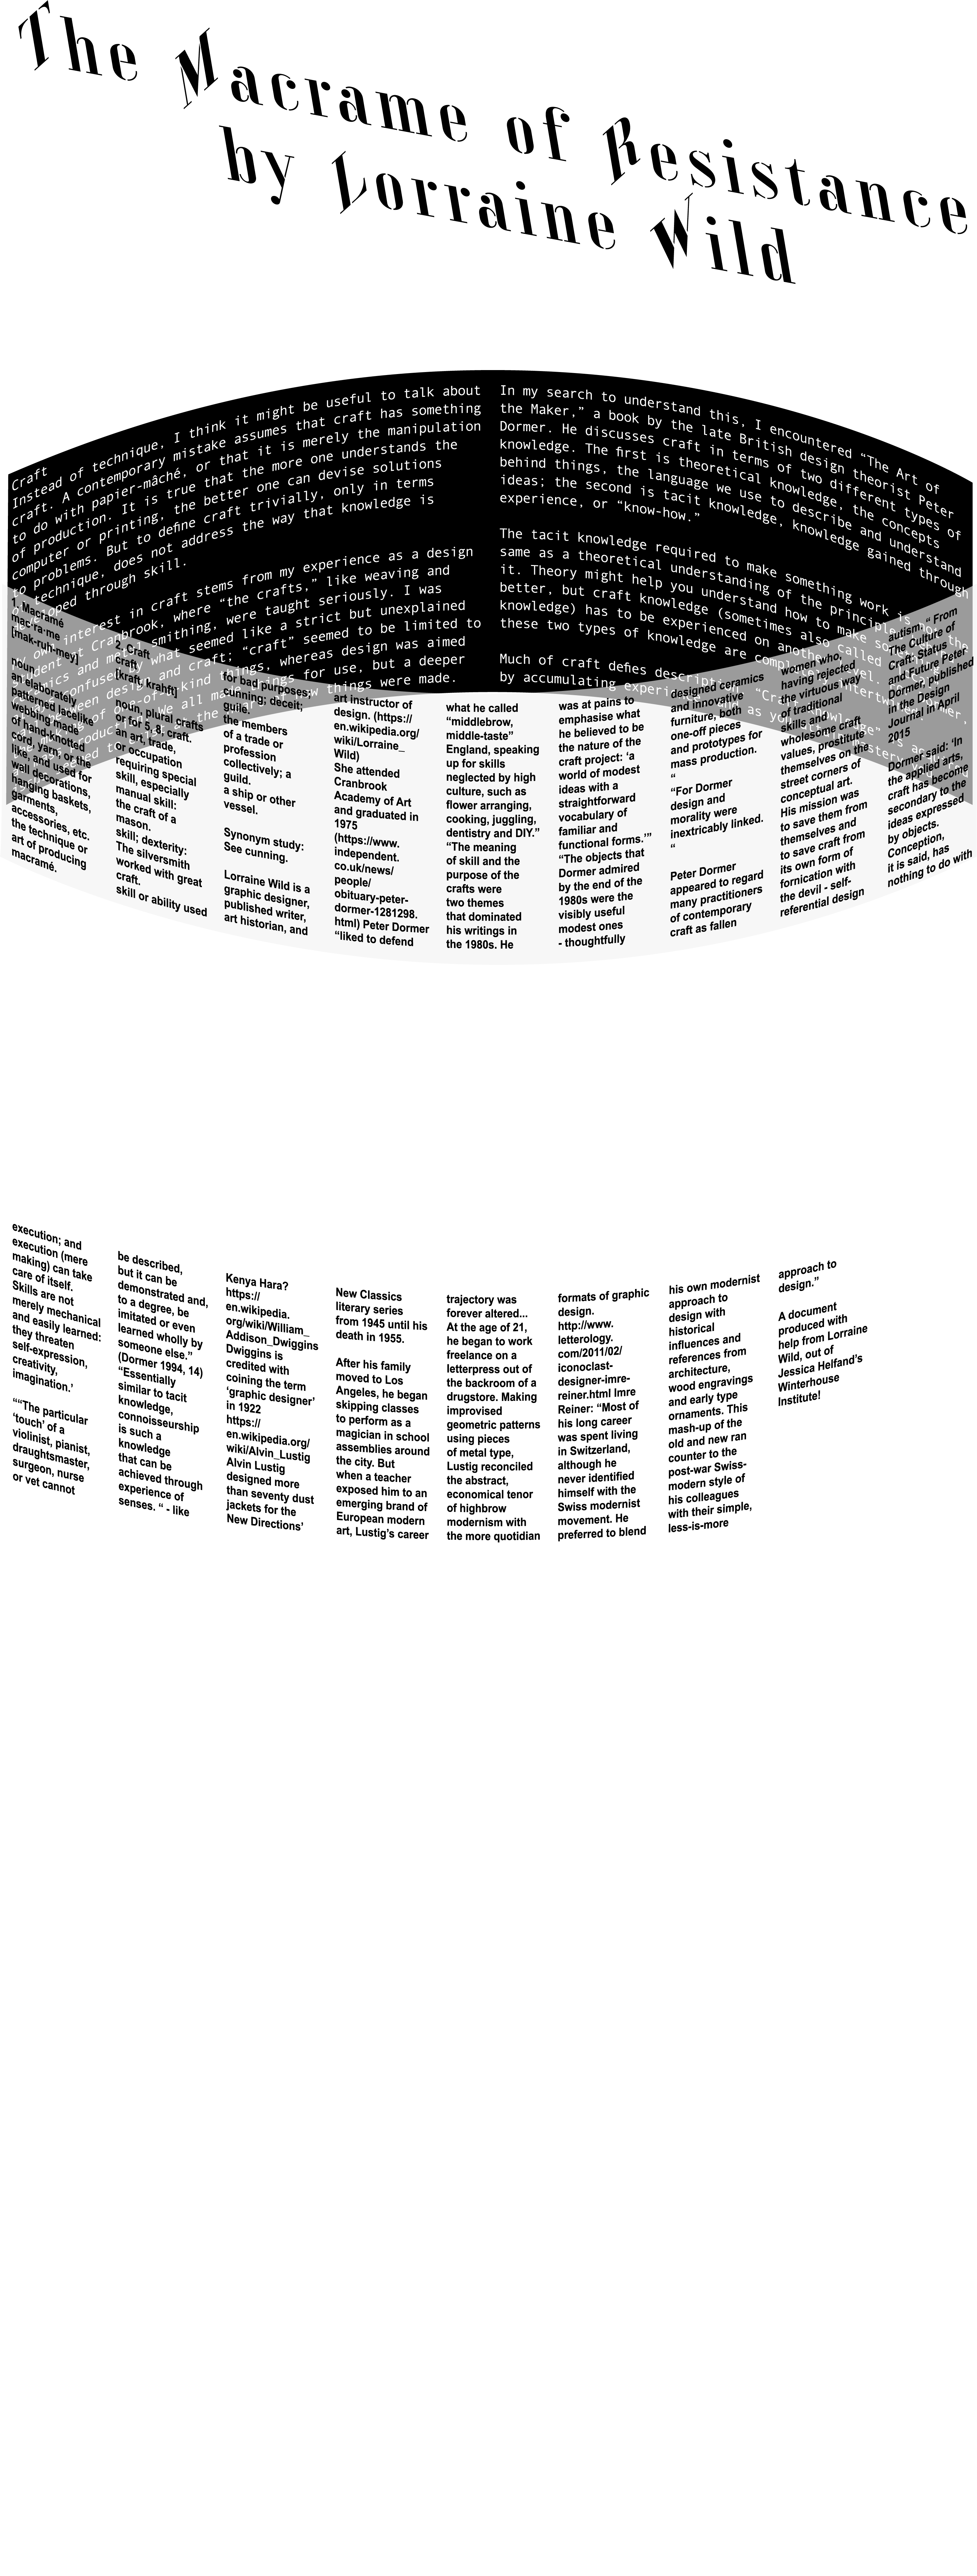 The Macrame of Resistance
by Lorraine Wild
Craft
Instead of technique, I think it might be useful to talk about
craft. A contemporary mistake assumes that craft has something
to do with papier-mâché, or that it is merely the manipulation
of production. It is true that the more one understands the
computer or printing, the better one can devise solutions
to problems. But to define craft trivially, only in terms
technique, does not address the way that knowledge is
through skill.
interest in craft stems from my experience as a design
at Cranbrook, where “the crafts,” like weaving and
and smithing, were taught seriously. I was
what seemed like a strict but unexplained
design and craft; “craft” seemed to be limited to
kind things, whereas design was aimed
We all make things for use, but a deeper
the things were made.
In my search to understand this, I encountered “The Art of
the Maker,” a book by the late British design theorist Peter
Dormer. He discusses craft in terms of two different types of
knowledge. The first is theoretical knowledge, the concepts
behind things, the language we use to describe and understand
ideas; the second is tacit knowledge, knowledge gained through
experience, or “know-how.”
The tacit knowledge required to make something work is
same as a theoretical understanding of the principles
it. Theory might help you understand how to make
better, but craft knowledge (sometimes also called
knowledge) has to be experienced on another level.
these two types of knowledge are
Much of craft defies
by accumulating experience, as you
1. Macramé
mac·ra·me
[mak-ruh-mey]
noun
an elaborately
patterned lacelike
webbing made
of hand-knotted
cord, yarn, or the
like, and used for
wall decorations,
hanging baskets,
garments,
accessories, etc.
the technique or
art of producing
macramé.
2. Craft
craft /
[kraft, krahft]
noun, plural crafts
or for 5, 8, craft.
an art, trade,
or occupation
requiring special
skill, especially
manual skill:
the craft of a
mason.
skill; dexterity:
The silversmith
worked with great
craft.
skill or ability used
for bad purposes;
cunning; deceit;
guile.
the members
of a trade or
profession
collectively; a
guild.
a ship or other
vessel.
Synonym study:
See cunning.
Lorraine Wild is a
graphic designer,
published writer,
art historian, and
art instructor of
design. (https://
en.wikipedia.org/
wiki/Lorraine_
Wild)
She attended
Cranbrook
Academy of Art
and graduated in
1975
(https://www.
independent.
co.uk/news/
people/
obituary-peter-
dormer-1281298.
html) Peter Dormer
“liked to defend
what he called
“middlebrow,
middle-taste”
England, speaking
up for skills
neglected by high
culture, such as
flower arranging,
cooking, juggling,
dentistry and DIY.”
“The meaning
of skill and the
purpose of the
crafts were
two themes
that dominated
his writings in
the 1980s. He
was at pains to
emphasise what
he believed to be
the nature of the
craft project: ‘a
world of modest
ideas with a
straightforward
vocabulary of
familiar and
functional forms.’”
“The objects that
Dormer admired
by the end of the
1980s were the
visibly useful
modest ones
- thoughtfully
designed ceramics
and innovative
furniture, both
one-off pieces
and prototypes for
mass production.
“
“For Dormer
design and
morality were
inextricably linked.
“
Peter Dormer
appeared to regard
many practitioners
of contemporary
craft as fallen
women who,
having rejected
the virtuous way
of traditional
skills and
wholesome craft
values, prostitute
themselves on the
street corners of
conceptual art.
His mission was
to save them from
themselves and
to save craft from
its own form of
fornication with
the devil - self-
referential design
autism. “ From
The Culture of
Craft: Status
and Future Peter
Dormer, published
in the Design
Journal in April
2015
Dormer said: ‘In
the applied arts,
craft has become
secondary to the
ideas expressed
by objects.
Conception,
it is said, has
nothing to do with
execution; and
execution (mere
making) can take
care of itself.
Skills are not
merely mechanical
and easily learned:
they threaten
self-expression,
creativity,
imagination.’
““The particular
‘touch’ of a
violinist, pianist,
draughtsmaster,
surgeon, nurse
or vet cannot
be described,
but it can be
demonstrated and,
to a degree, be
imitated or even
learned wholly by
someone else.”
(Dormer 1994, 14)
“Essentially
similar to tacit
knowledge,
connoisseurship
is such a
knowledge
that can be
achieved through
experience of
senses. “ - like
Kenya Hara?
https://
en.wikipedia.
org/wiki/William_
Addison_Dwiggins
Dwiggins is
credited with
coining the term
‘graphic designer’
in 1922
https://
en.wikipedia.org/
wiki/Alvin_Lustig
Alvin Lustig
designed more
than seventy dust
jackets for the
New Directions’
New Classics
literary series
from 1945 until his
death in 1955.
After his family
moved to Los
Angeles, he began
skipping classes
to perform as a
magician in school
assemblies around
the city. But
when a teacher
exposed him to an
emerging brand of
European modern
art, Lustig’s career
trajectory was
forever altered...
At the age of 21,
he began to work
freelance on a
letterpress out of
the backroom of a
drugstore. Making
improvised
geometric patterns
using pieces
of metal type,
Lustig reconciled
the abstract,
economical tenor
of highbrow
modernism with
the more quotidian
formats of graphic
design.
http://www.
letterology.
com/2011/02/
iconoclast-
designer-imre-
reiner.html Imre
Reiner: “Most of
his long career
was spent living
in Switzerland,
although he
never identified
himself with the
Swiss modernist
movement. He
preferred to blend
his own modernist
approach to
design with
historical
influences and
references from
architecture,
wood engravings
and early type
ornaments. This
mash-up of the
old and new ran
counter to the
post-war Swiss-
modern style of
his colleagues
with their simple,
less-is-more
approach to
design.”
A document
produced with
help from Lorraine
Wild, out of
Jessica Helfand’s
Winterhouse
Institute!